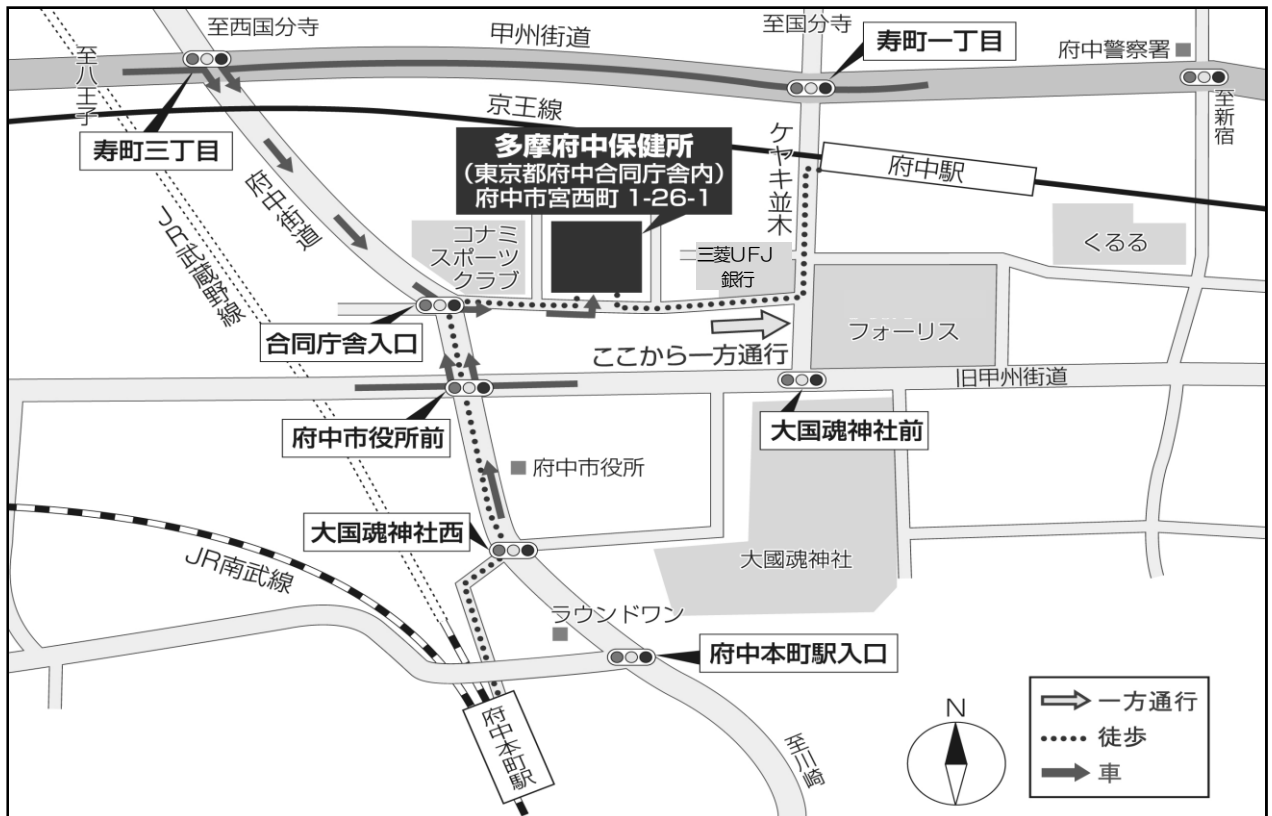 至西国分寺
甲州街道
至国分寺
寿町一丁目
府中警察署
至八王子
京王線
至新宿
寿町三丁目
多摩府中保健所
（東京都府中合同庁舎内）
府中市宮西町 1-26-1
ケヤキ並木
府中駅
府中街道
JR武蔵野線
コナミ
スポーツ
クラブ
三菱UFJ
銀行
くるる
合同庁舎入口
フォーリス
ここから一方通行
旧甲州街道
府中市役所前
大国魂神社前
府中市役所
大国魂神社西
JR南武線
大國魂神社
ラウンドワン
府中本町駅入口
府中本町駅
至川崎
N
一方通行
徒歩
車